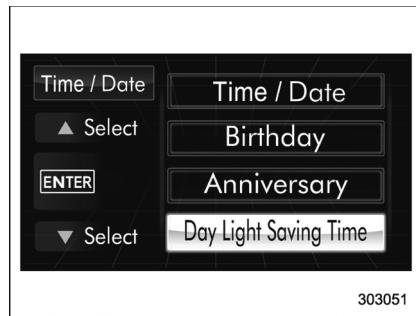 Time / Date
▲ Select
ENTER
▼ Select
Time / Date
Birthday
Anniversary
Day Light Saving Time
303051